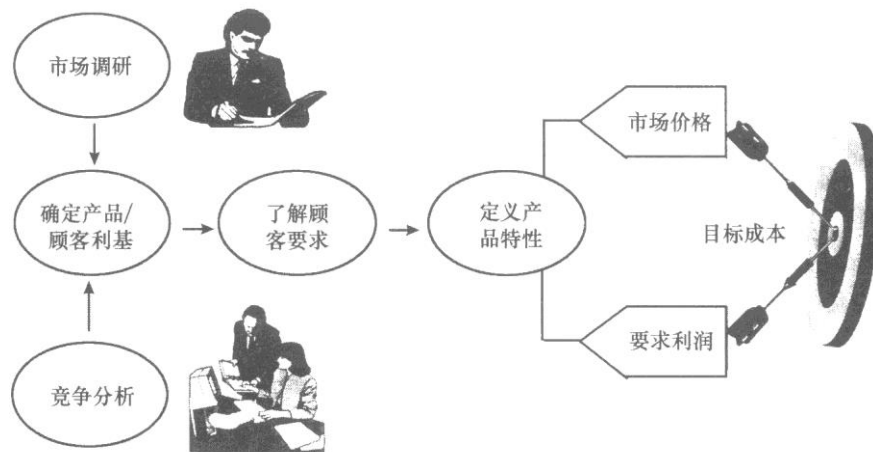 市场调研
确定产品/
顾客利基
竞争分析
了解顾
客要求
定义产
品特性
市场价格
目标成本
要求利润